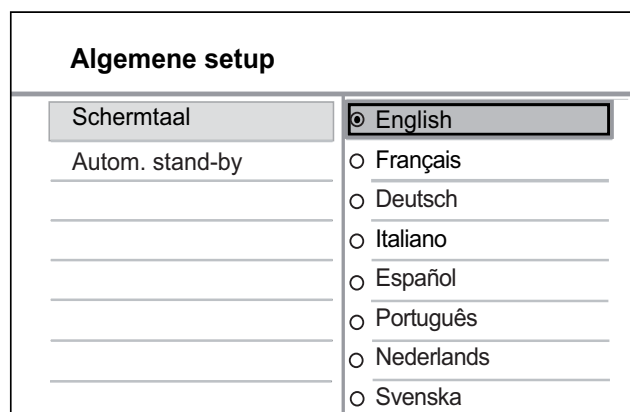 Algemene setup
Schermtaal
Autom. stand-by
English
Français
Deutsch
Italiano
Español
Português
Nederlands
Svenska